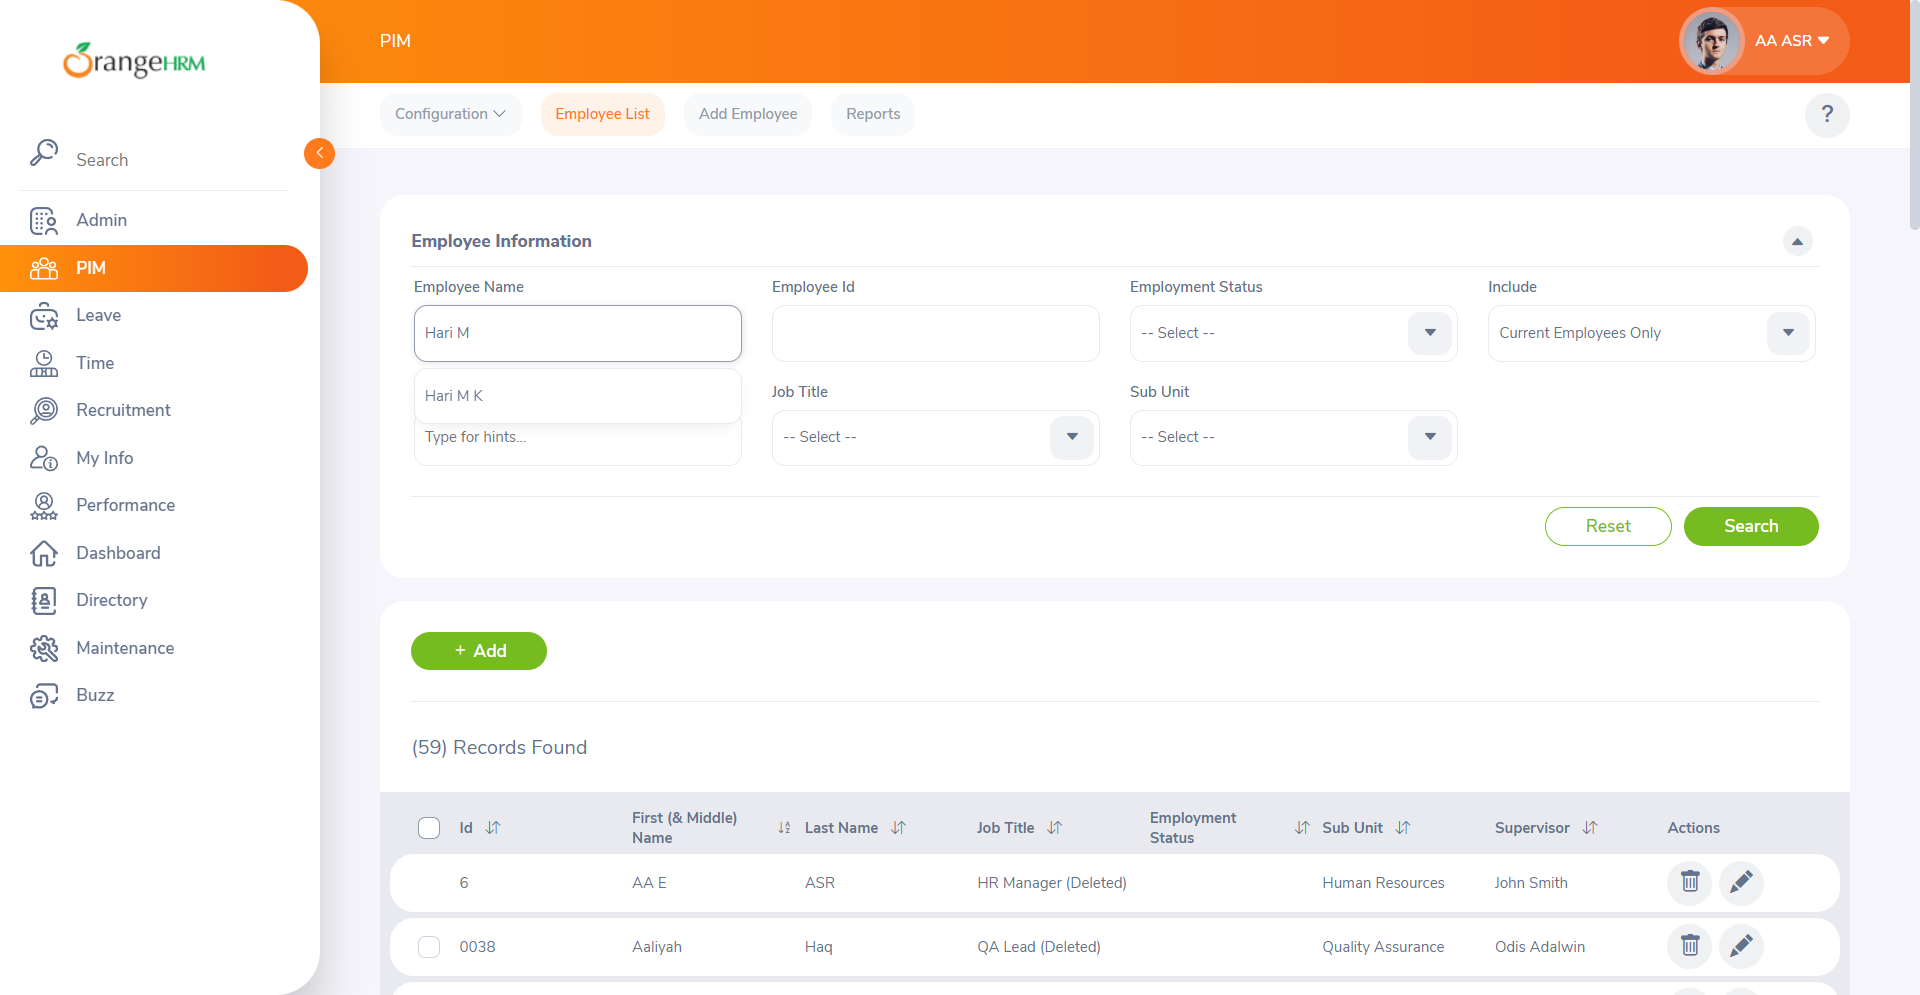 OrangeHRM
PIM
AA ASR
Configuration
Employee List
Add Employee
Reports
?
Search
Admin
PIM
Leave
Time
Recruitment
My Info
Performance
Dashboard
Directory
Maintenance
Buzz
Employee Information
Employee Name
Employee Id
Employment Status
Include
Hari M
-- Select --
Current Employees Only
Hari M K
Job Title
Sub Unit
Type for hints...
-- Select --
-- Select --
Reset
Search
+ Add
(59) Records Found
Id
First (& Middle) Name
Last Name
Job Title
Employment Status
Sub Unit
Supervisor
Actions
6
AA E
ASR
HR Manager (Deleted)
Human Resources
John Smith
0038
Aaliyah
Haq
QA Lead (Deleted)
Quality Assurance
Odis Adalwin